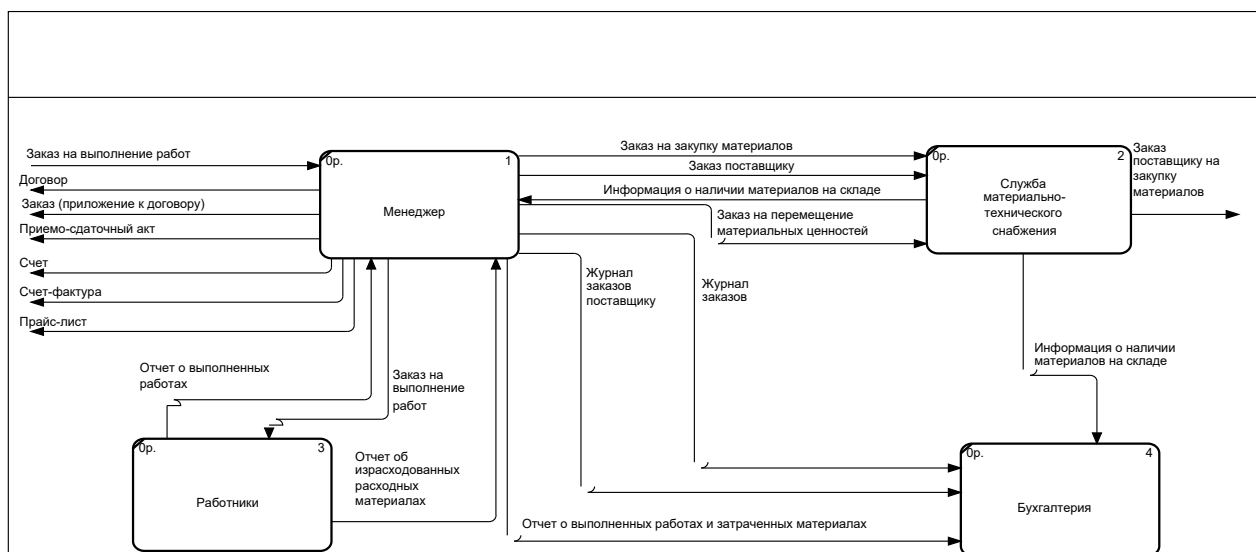 Заказ на выполнение работ
Договор
Заказ (приложение к договору)
Приемо-сдаточный акт
Счет
Счет-фактура
Прайс-лист
0р.
1
Менеджер
Заказ на закупку материалов
Заказ поставщику
Информация о наличии материалов на складе
Заказ на перемещение
материальных ценностей
0р.
2
Служба
материально-
технического
снабжения
Заказ
поставщику на
закупку
материалов
Журнал
заказов
поставщику
Журнал
заказов
Информация о наличии
материалов на складе
Отчет о выполненных
работах
Заказ на
выполнение
работ
0р.
3
Работники
Отчет об
израсходованных
расходных
материалах
Отчет о выполненных работах и затраченных материалах
0р.
4
Бухгалтерия